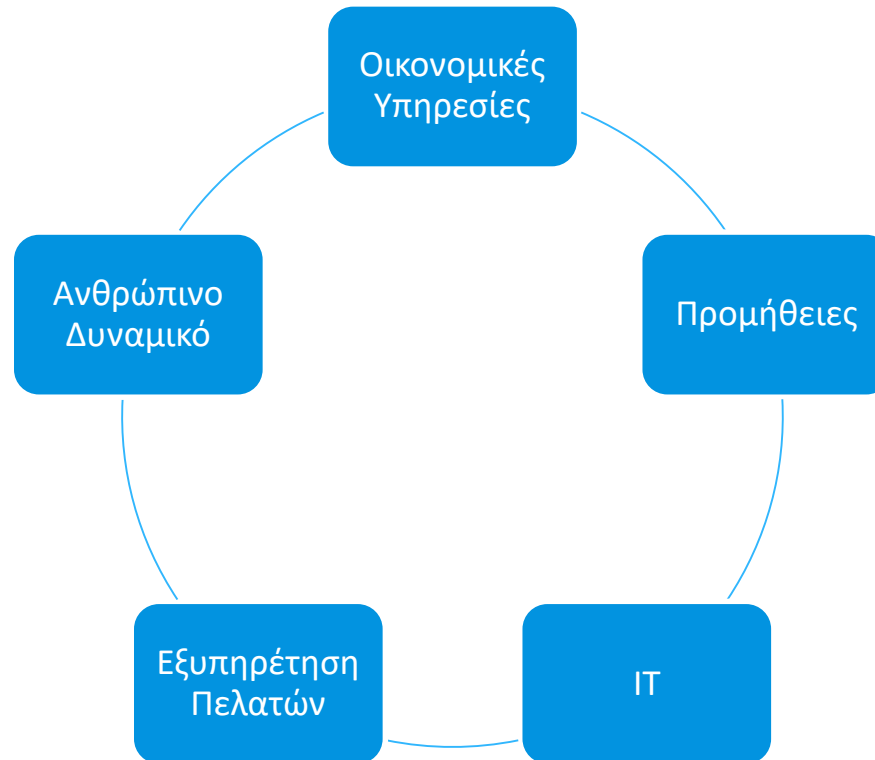 Οικονομικές
Υπηρεσίες
Ανθρώπινο
Δυναμικό
Προμήθειες
Εξυπηρέτηση
Πελατών
IT